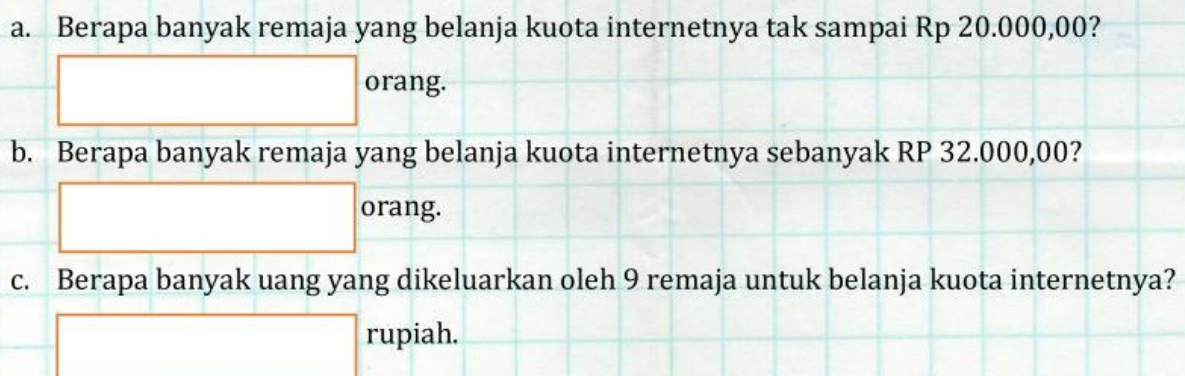 a. Berapa banyak remaja yang belanja kuota internetnya tak sampai Rp 20.000,00?
orang.
b. Berapa banyak remaja yang belanja kuota internetnya sebanyak RP 32.000,00?
orang.
c. Berapa banyak uang yang dikeluarkan oleh 9 remaja untuk belanja kuota internetnya?
rupiah.